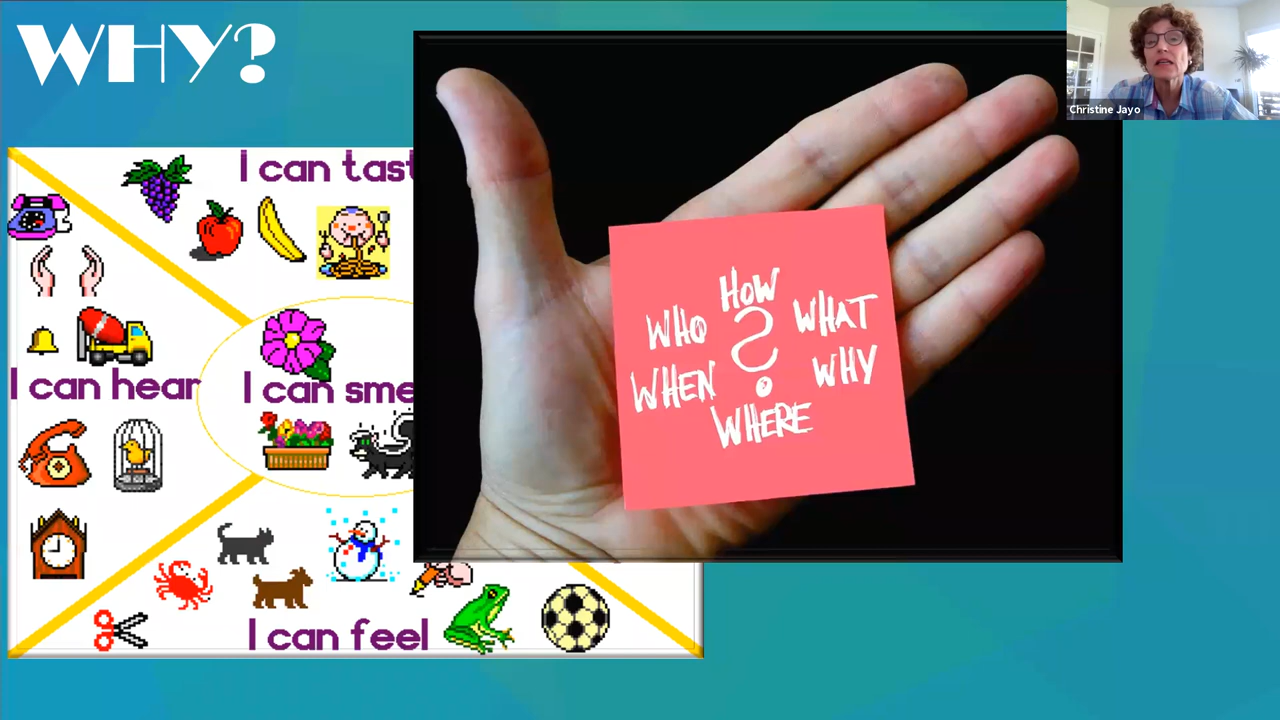 WHY?
Christine Jayo
I can tast
I can hear
I can sme
I can feel
HOW
WHO
WHAT
?
WHEN
WHY
WHERE